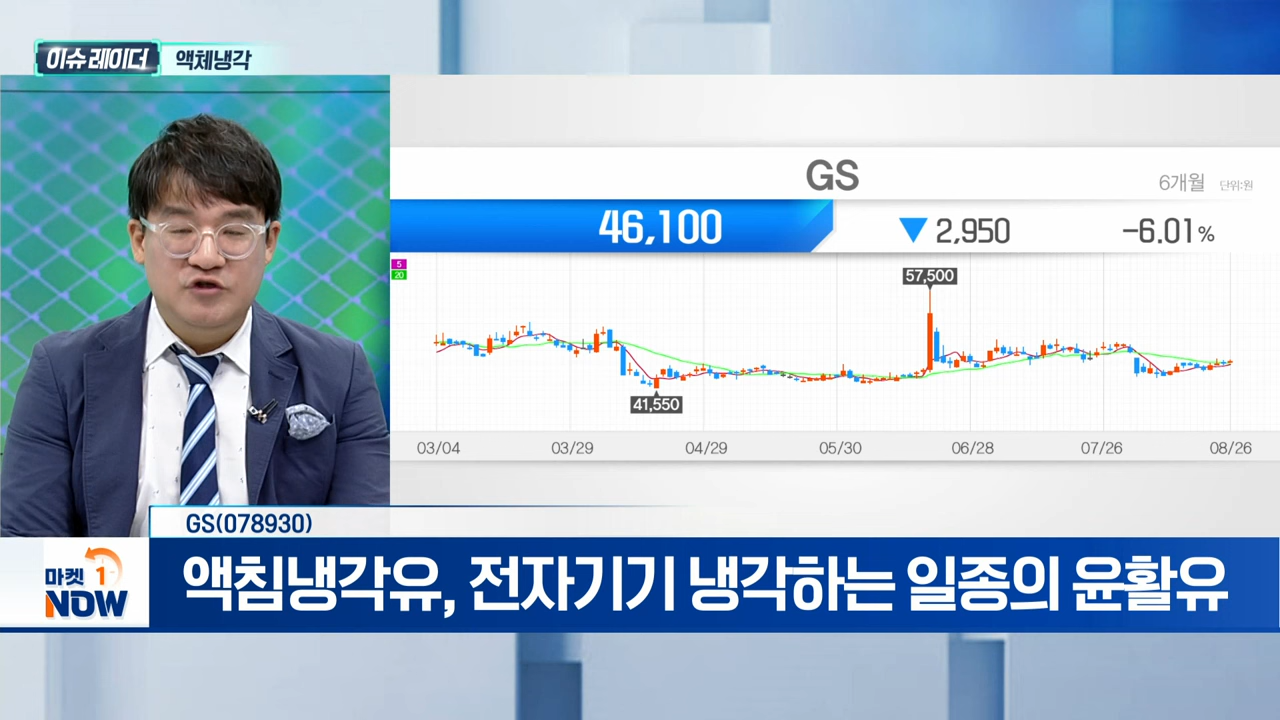 이슈 레이더 액체냉각
GS
6개월 단위:원
46,100 ▼ 2,950 -6.01%
5
20
57,500
41,550
03/04 03/29 04/29 05/30 06/28 07/26 08/26
GS(078930)
마켓 1
NOW
액침냉각유, 전자기기 냉각하는 일종의 윤활유